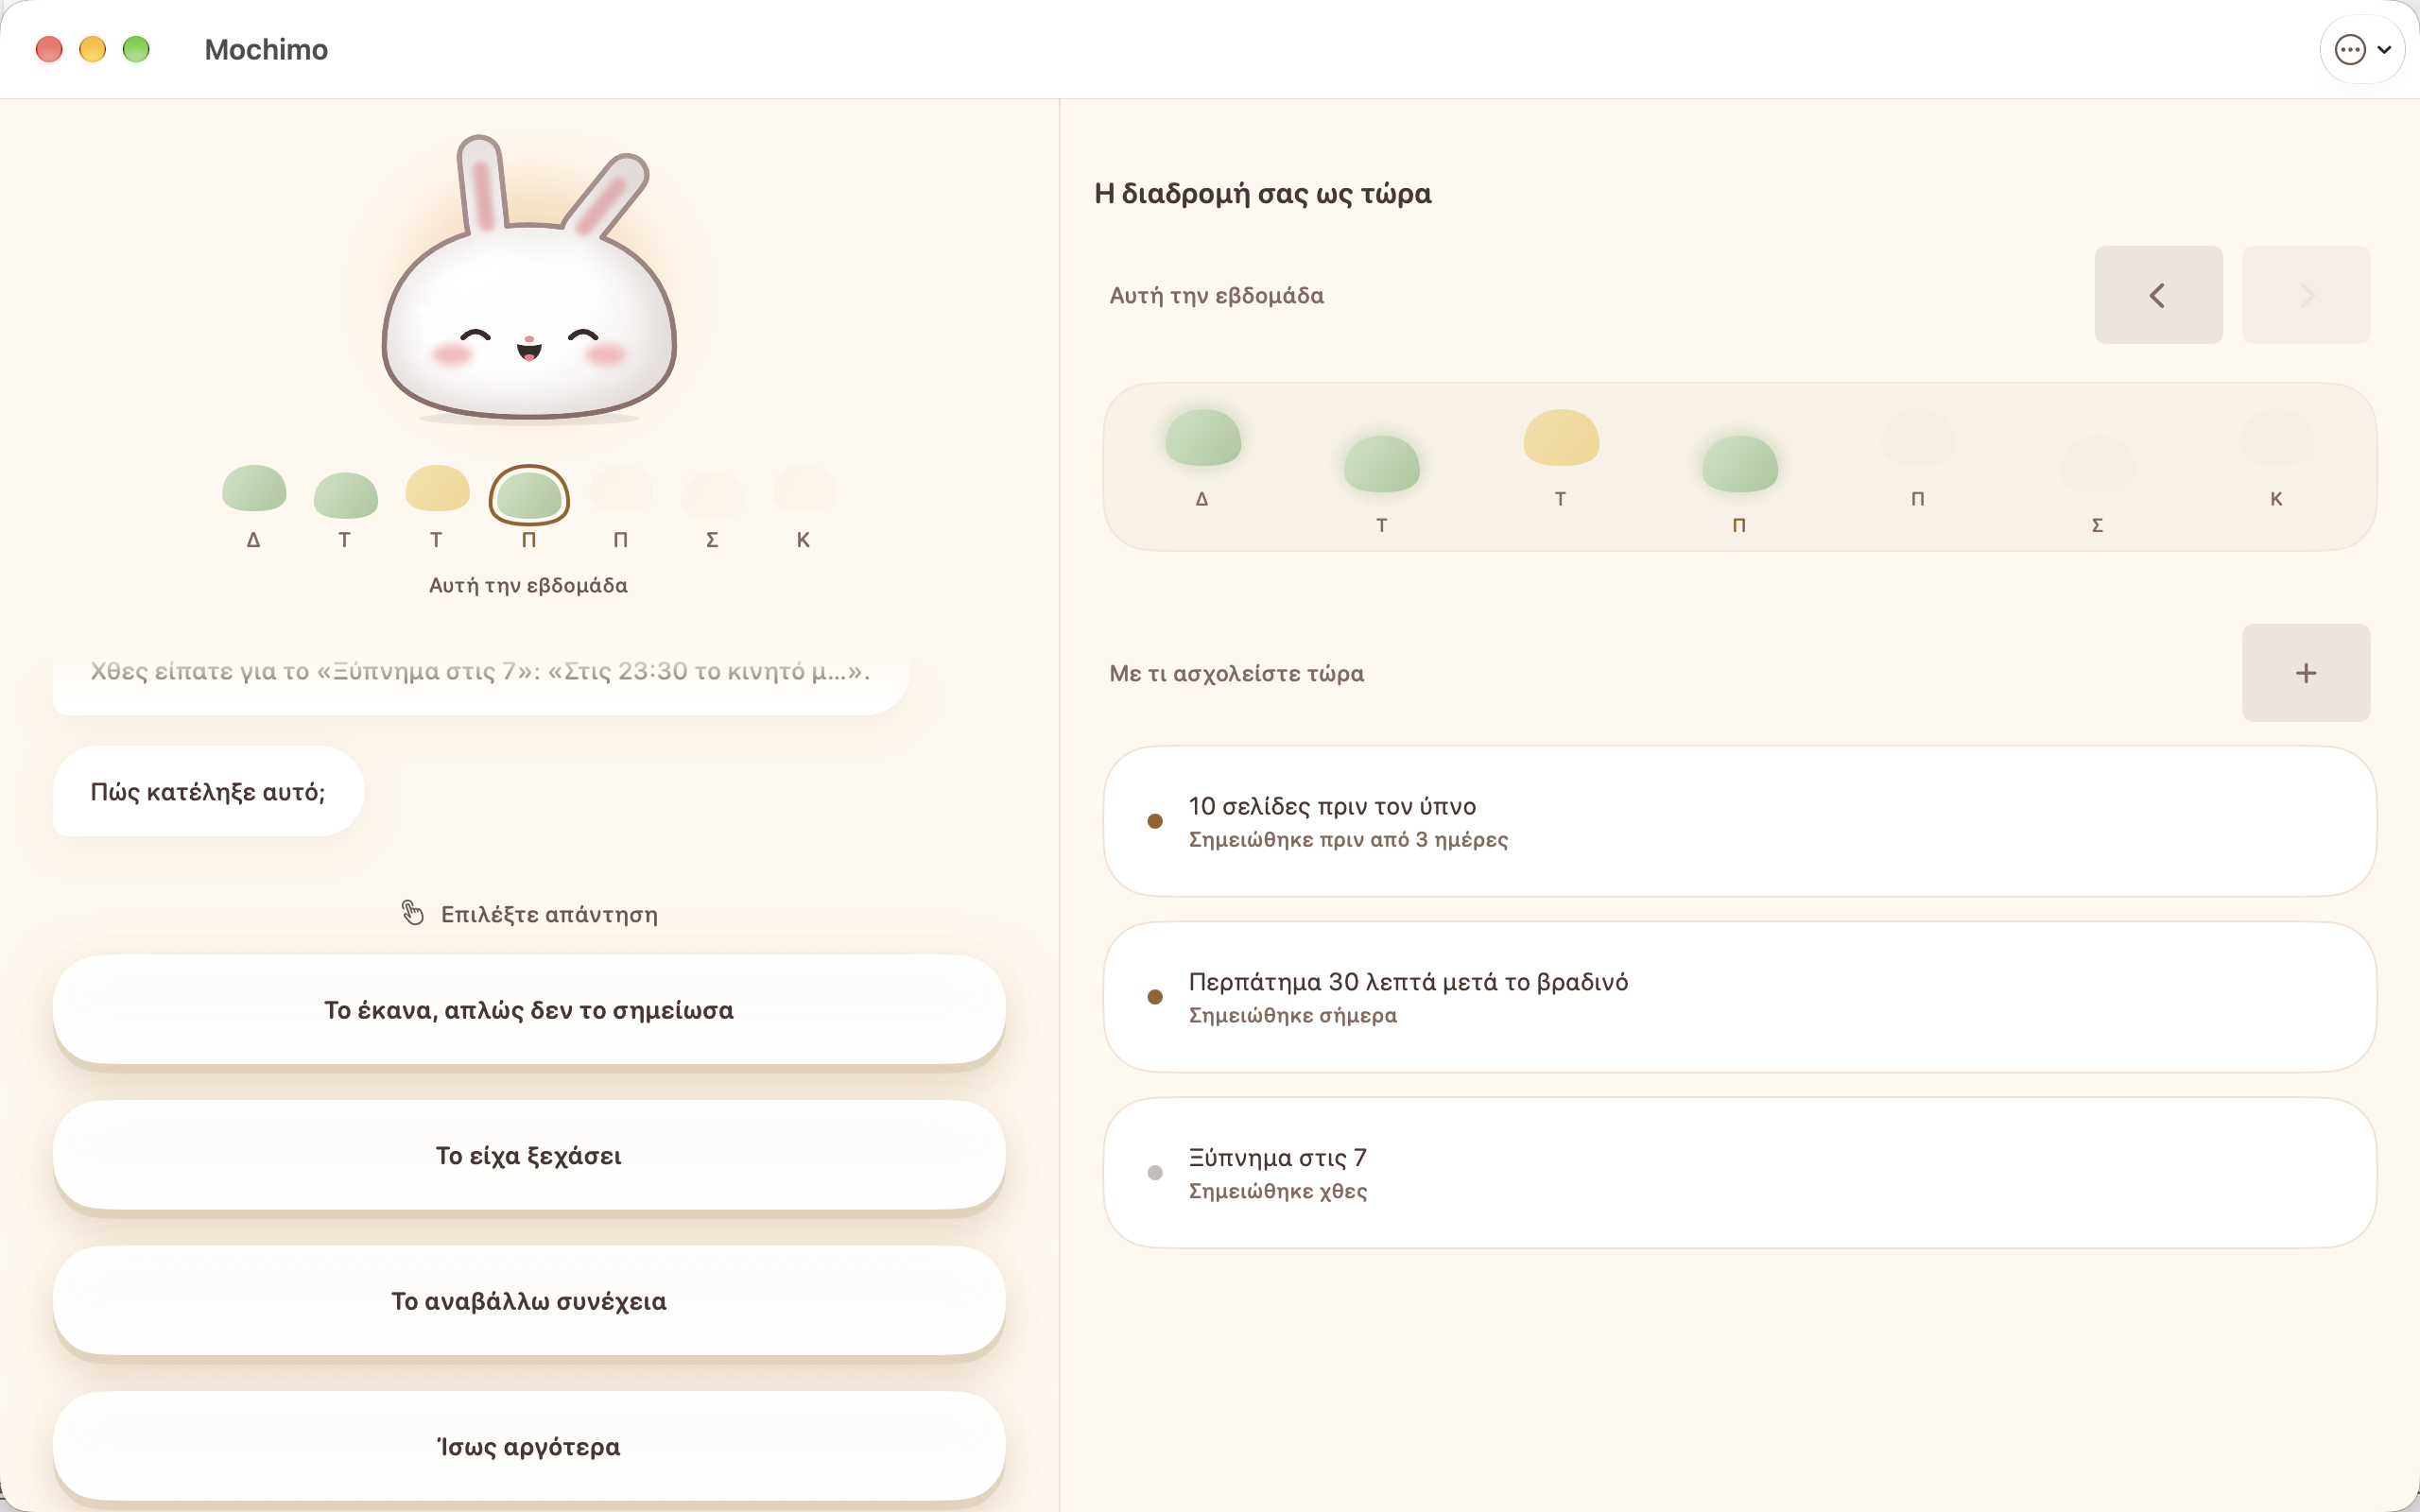 Mochimo
Δ Τ Τ Π Π Σ Κ
Αυτή την εβδομάδα
Χθες είπατε για το «Ξύπνημα στις 7»: «Στις 23:30 το κινητό μ...».
Πώς κατέληξε αυτό;
Επιλέξτε απάντηση
Το έκανα, απλώς δεν το σημείωσα
Το είχα ξεχάσει
Το αναβάλλω συνέχεια
Ίσως αργότερα
Η διαδρομή σας ως τώρα
Αυτή την εβδομάδα
Δ Τ Τ Π Π Σ Κ
Με τι ασχολείστε τώρα
10 σελίδες πριν τον ύπνο
Σημειώθηκε πριν από 3 ημέρες
Περπάτημα 30 λεπτά μετά το βραδινό
Σημειώθηκε σήμερα
Ξύπνημα στις 7
Σημειώθηκε χθες